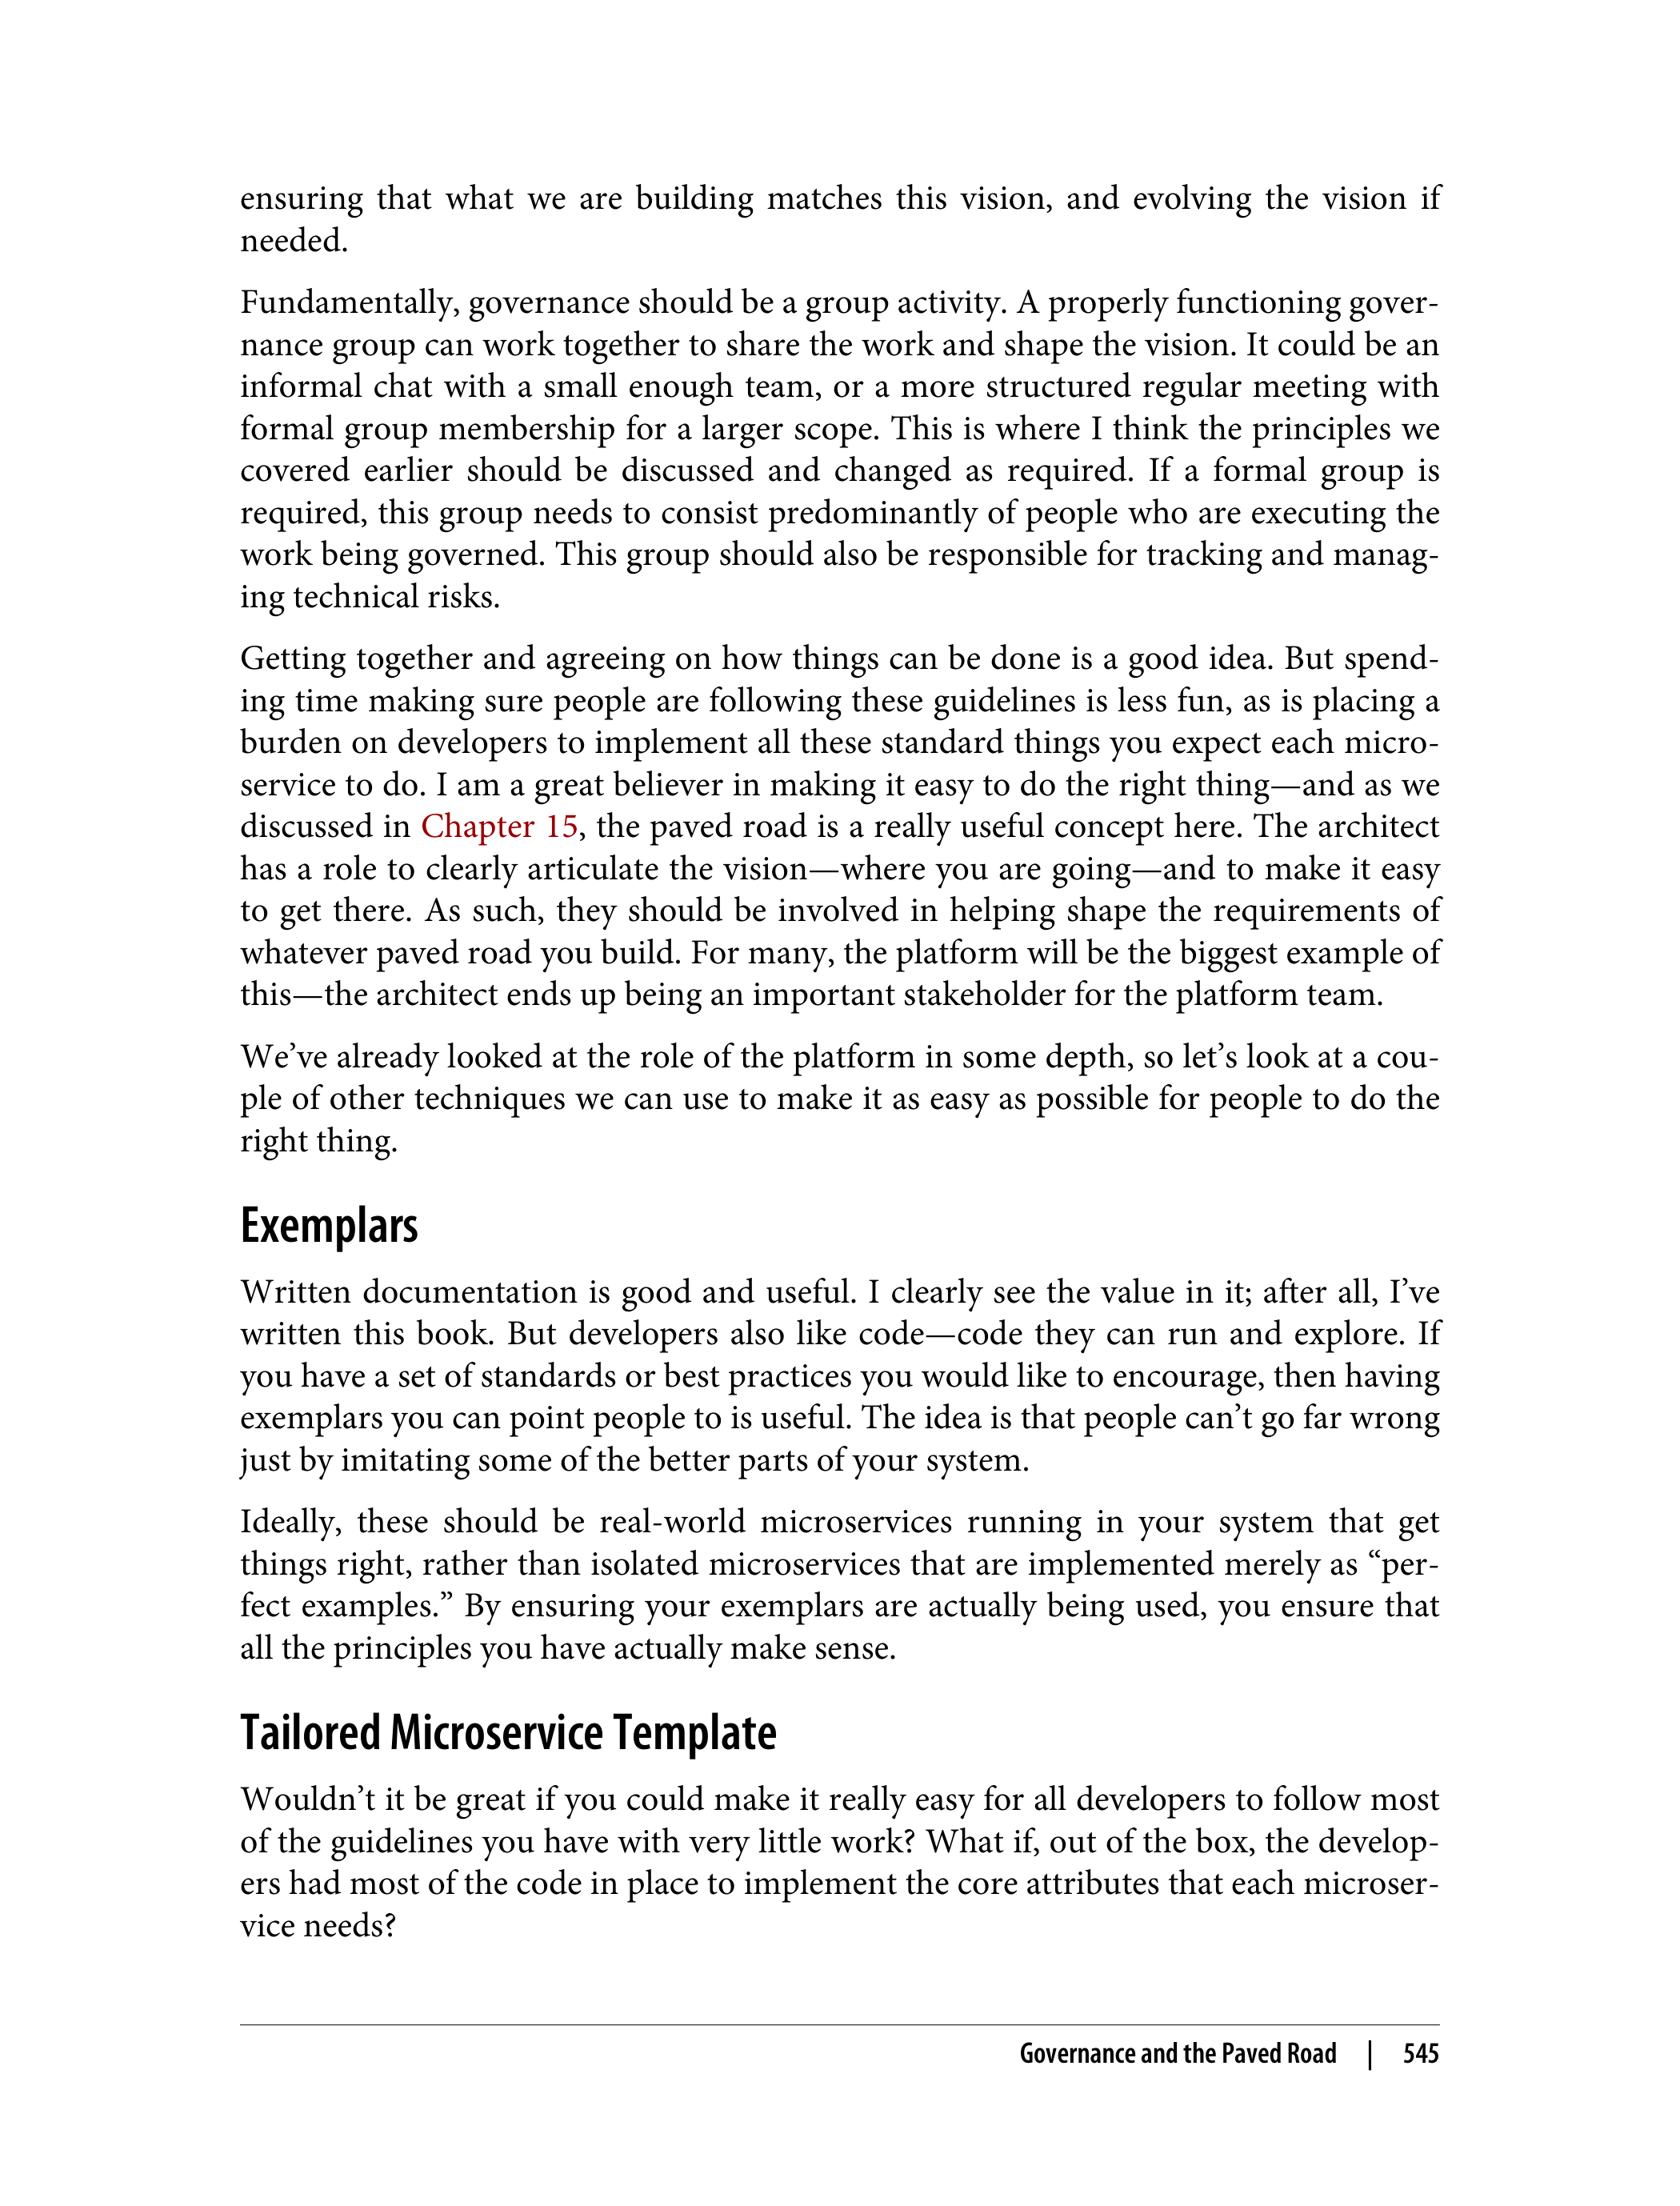 ensuring that what we are building matches this vision, and evolving the vision if
needed.
Fundamentally, governance should be a group activity. A properly functioning gover-
nance group can work together to share the work and shape the vision. It could be an
informal chat with a small enough team, or a more structured regular meeting with
formal group membership for a larger scope. This is where I think the principles we
covered earlier should be discussed and changed as required. If a formal group is
required, this group needs to consist predominantly of people who are executing the
work being governed. This group should also be responsible for tracking and manag-
ing technical risks.
Getting together and agreeing on how things can be done is a good idea. But spend-
ing time making sure people are following these guidelines is less fun, as is placing a
burden on developers to implement all these standard things you expect each micro-
service to do. I am a great believer in making it easy to do the right thing—and as we
discussed in Chapter 15, the paved road is a really useful concept here. The architect
has a role to clearly articulate the vision—where you are going—and to make it easy
to get there. As such, they should be involved in helping shape the requirements of
whatever paved road you build. For many, the platform will be the biggest example of
this—the architect ends up being an important stakeholder for the platform team.
We’ve already looked at the role of the platform in some depth, so let’s look at a cou-
ple of other techniques we can use to make it as easy as possible for people to do the
right thing.
Exemplars
Written documentation is good and useful. I clearly see the value in it; after all, I’ve
written this book. But developers also like code—code they can run and explore. If
you have a set of standards or best practices you would like to encourage, then having
exemplars you can point people to is useful. The idea is that people can’t go far wrong
just by imitating some of the better parts of your system.
Ideally, these should be real-world microservices running in your system that get
things right, rather than isolated microservices that are implemented merely as “per-
fect examples.” By ensuring your exemplars are actually being used, you ensure that
all the principles you have actually make sense.
Tailored Microservice Template
Wouldn’t it be great if you could make it really easy for all developers to follow most
of the guidelines you have with very little work? What if, out of the box, the develop-
ers had most of the code in place to implement the core attributes that each microser-
vice needs?
Governance and the Paved Road | 545